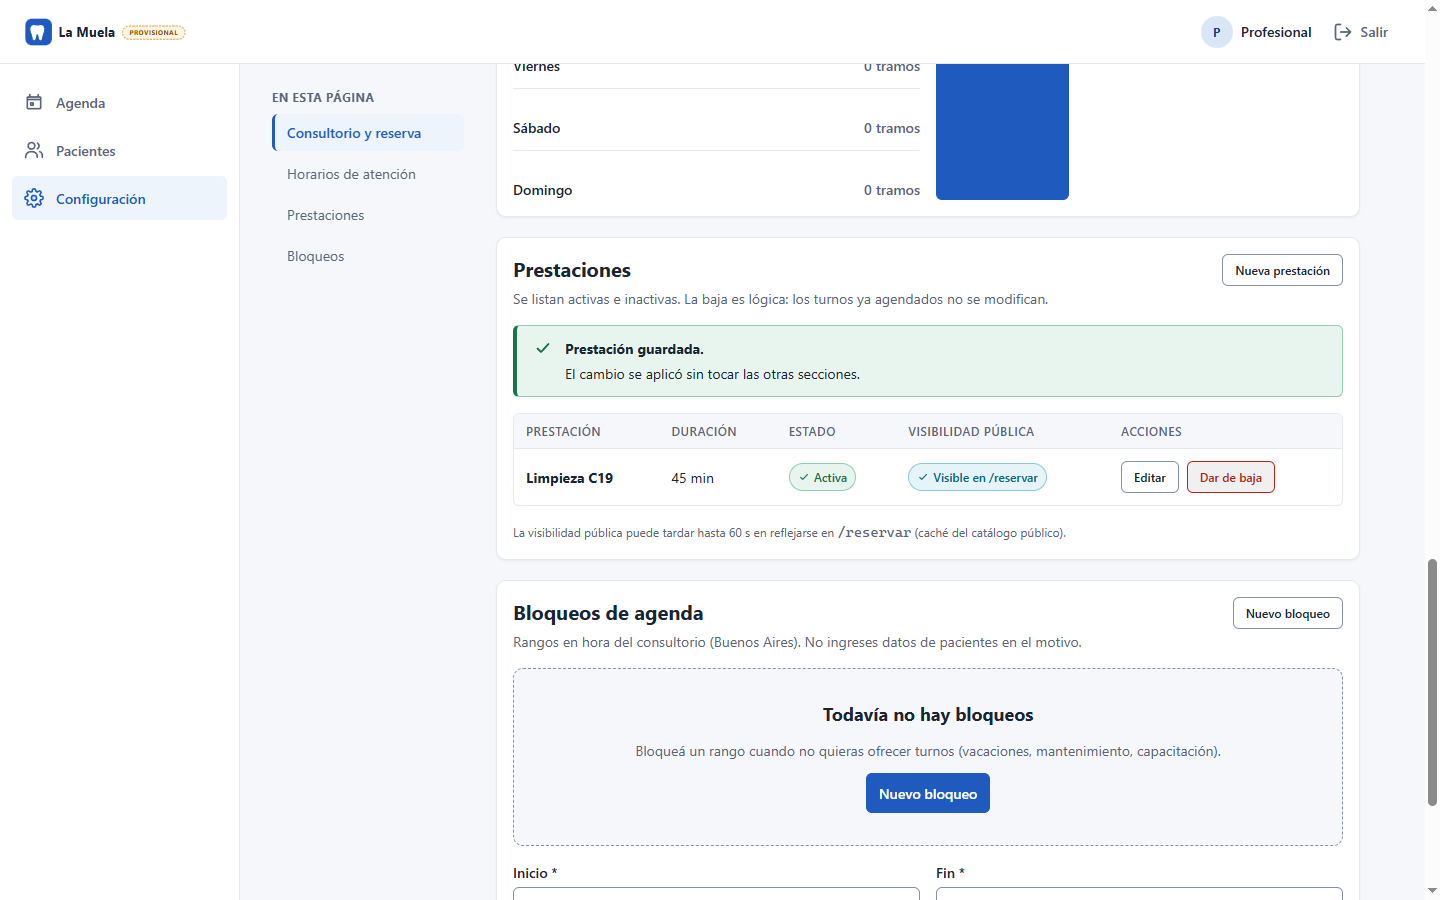 La Muela PROVISIONAL
P Profesional Salir
Agenda
Pacientes
Configuración
EN ESTA PÁGINA
Consultorio y reserva
Horarios de atención
Prestaciones
Bloqueos
Viernes 0 tramos
Sábado 0 tramos
Domingo 0 tramos
Prestaciones
Nueva prestación
Se listan activas e inactivas. La baja es lógica: los turnos ya agendados no se modifican.
Prestación guardada.
El cambio se aplicó sin tocar las otras secciones.
PRESTACIÓN DURACIÓN ESTADO VISIBILIDAD PÚBLICA ACCIONES
Limpieza C19 45 min Activa Visible en /reservar Editar Dar de baja
La visibilidad pública puede tardar hasta 60 s en reflejarse en /reservar (caché del catálogo público).
Bloqueos de agenda
Nuevo bloqueo
Rangos en hora del consultorio (Buenos Aires). No ingreses datos de pacientes en el motivo.
Todavía no hay bloqueos
Bloqueá un rango cuando no quieras ofrecer turnos (vacaciones, mantenimiento, capacitación).
Nuevo bloqueo
Inicio * Fin *